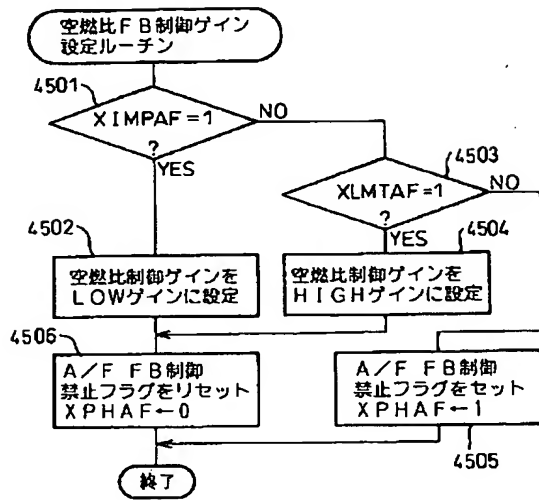 空燃比FB制御ゲイン
設定ルーチン
4501
XIMPAF=1
?
NO
YES
4503
XLMTAF=1
?
NO
YES
4502
空燃比制御ゲインを
LOWゲインに設定
4504
空燃比制御ゲインを
HIGHゲインに設定
4506
A/F FB制御
禁止フラグをリセット
XPHAF←0
A/F FB制御
禁止フラグをセット
XPHAF←1
4505
終了